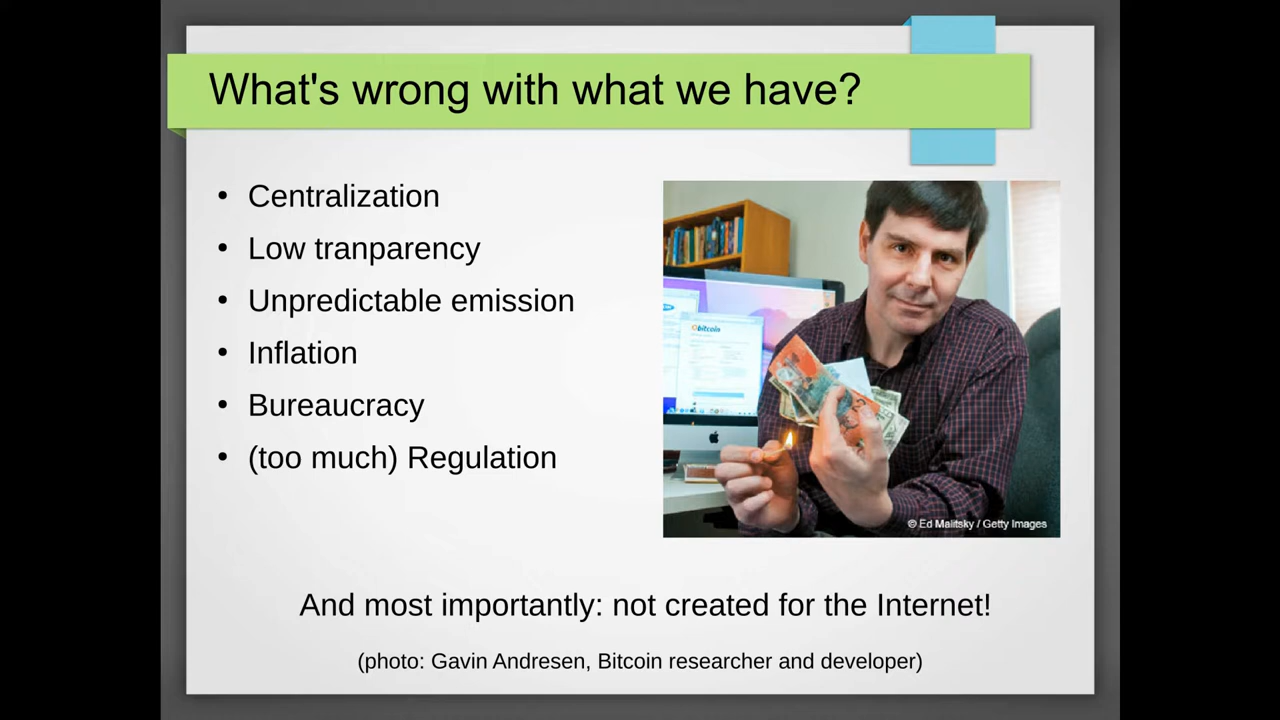 What's wrong with what we have?
• Centralization
• Low tranparency
• Unpredictable emission
• Inflation
• Bureaucracy
• (too much) Regulation
bitcoin
© Ed Malitsky / Getty Images
And most importantly: not created for the Internet!
(photo: Gavin Andresen, Bitcoin researcher and developer)